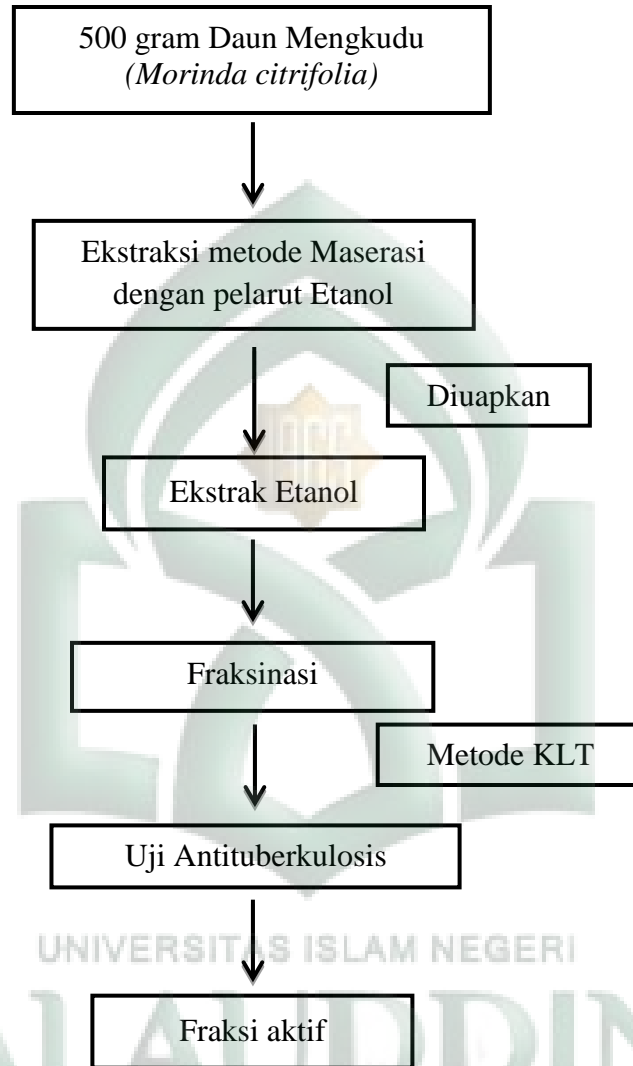 500 gram Daun Mengkudu
(Morinda citrifolia)
Ekstraksi metode Maserasi
dengan pelarut Etanol
Diuapkan
Ekstrak Etanol
Fraksinasi
Metode KLT
Uji Antituberkulosis
UNIVERSITAS ISLAM NEGERI
Fraksi aktif